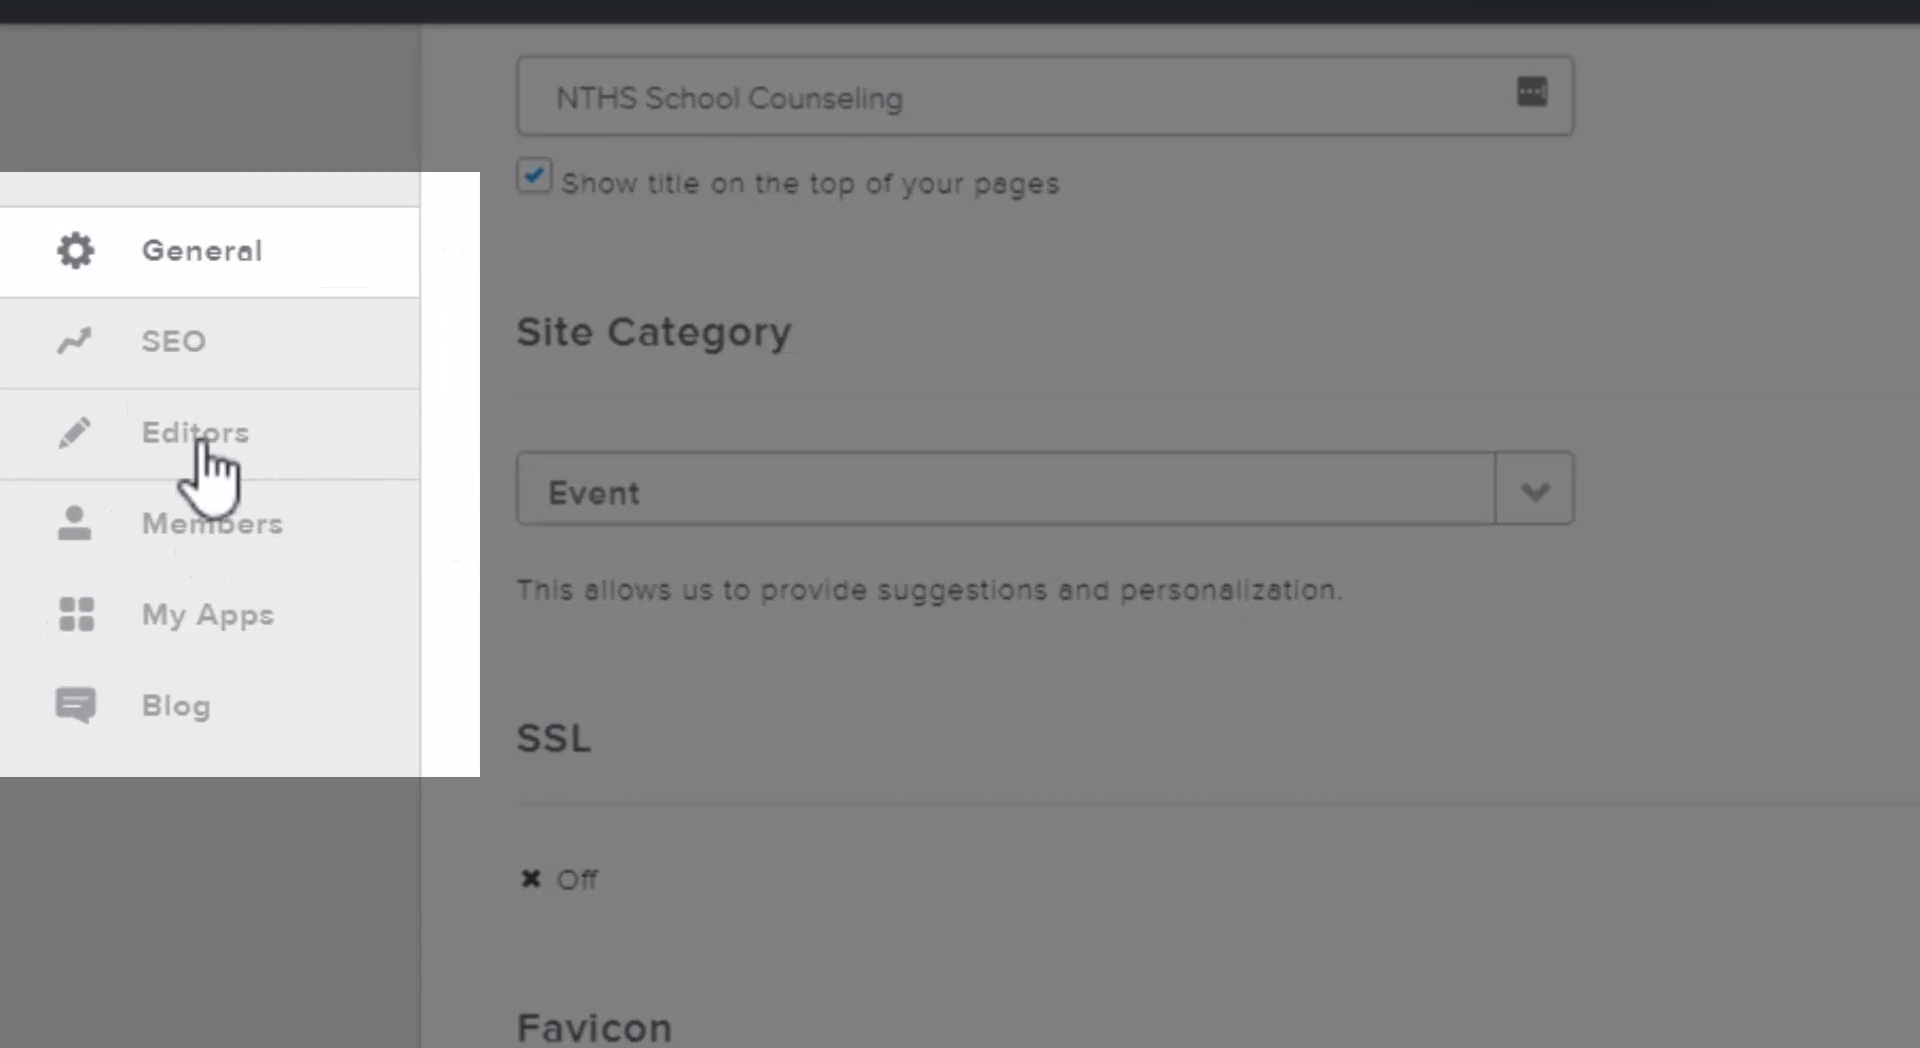 NTHS School Counseling
Show title on the top of your pages
General
SEO
Editors
Members
My Apps
Blog
Site Category
Event
This allows us to provide suggestions and personalization.
SSL
Off
Favicon